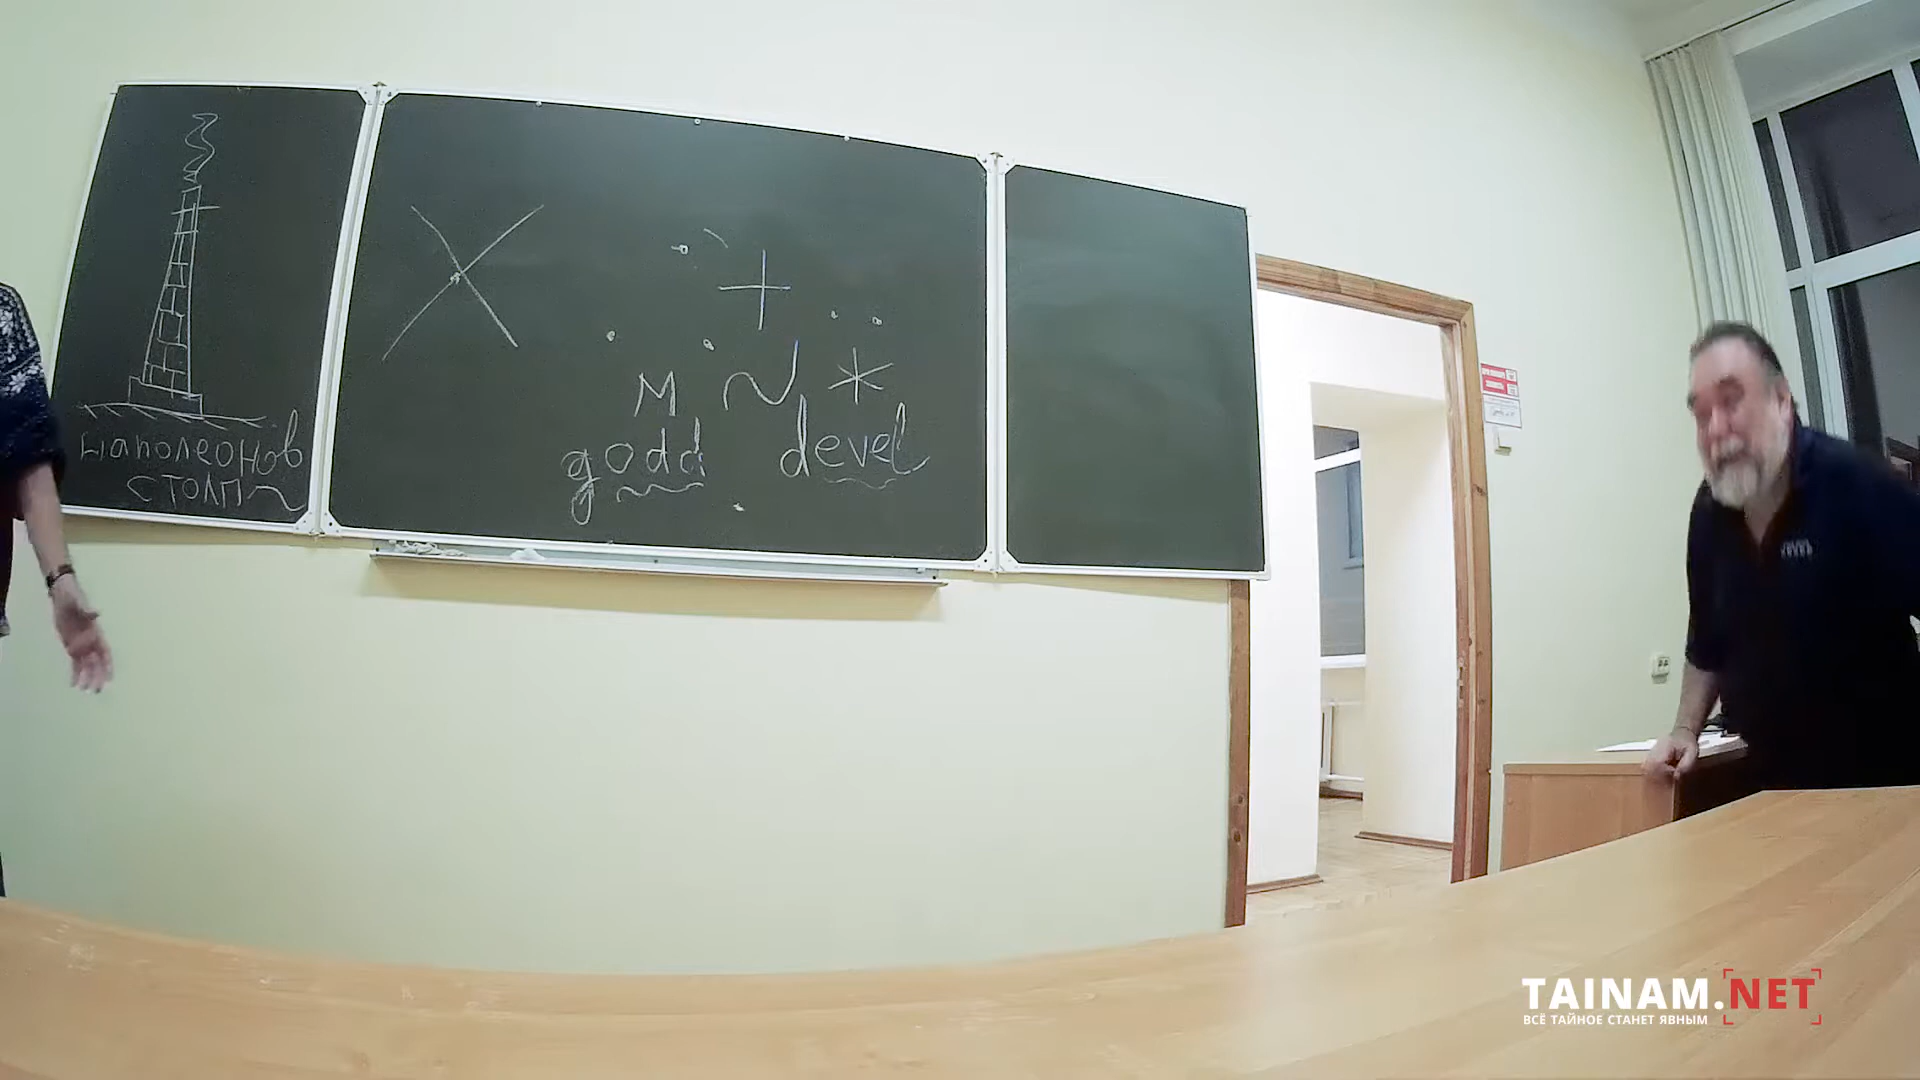 наполеонов
столп
м
godd
devel
TAINAM.NET
ВСЁ ТАЙНОЕ СТАНЕТ ЯВНЫМ